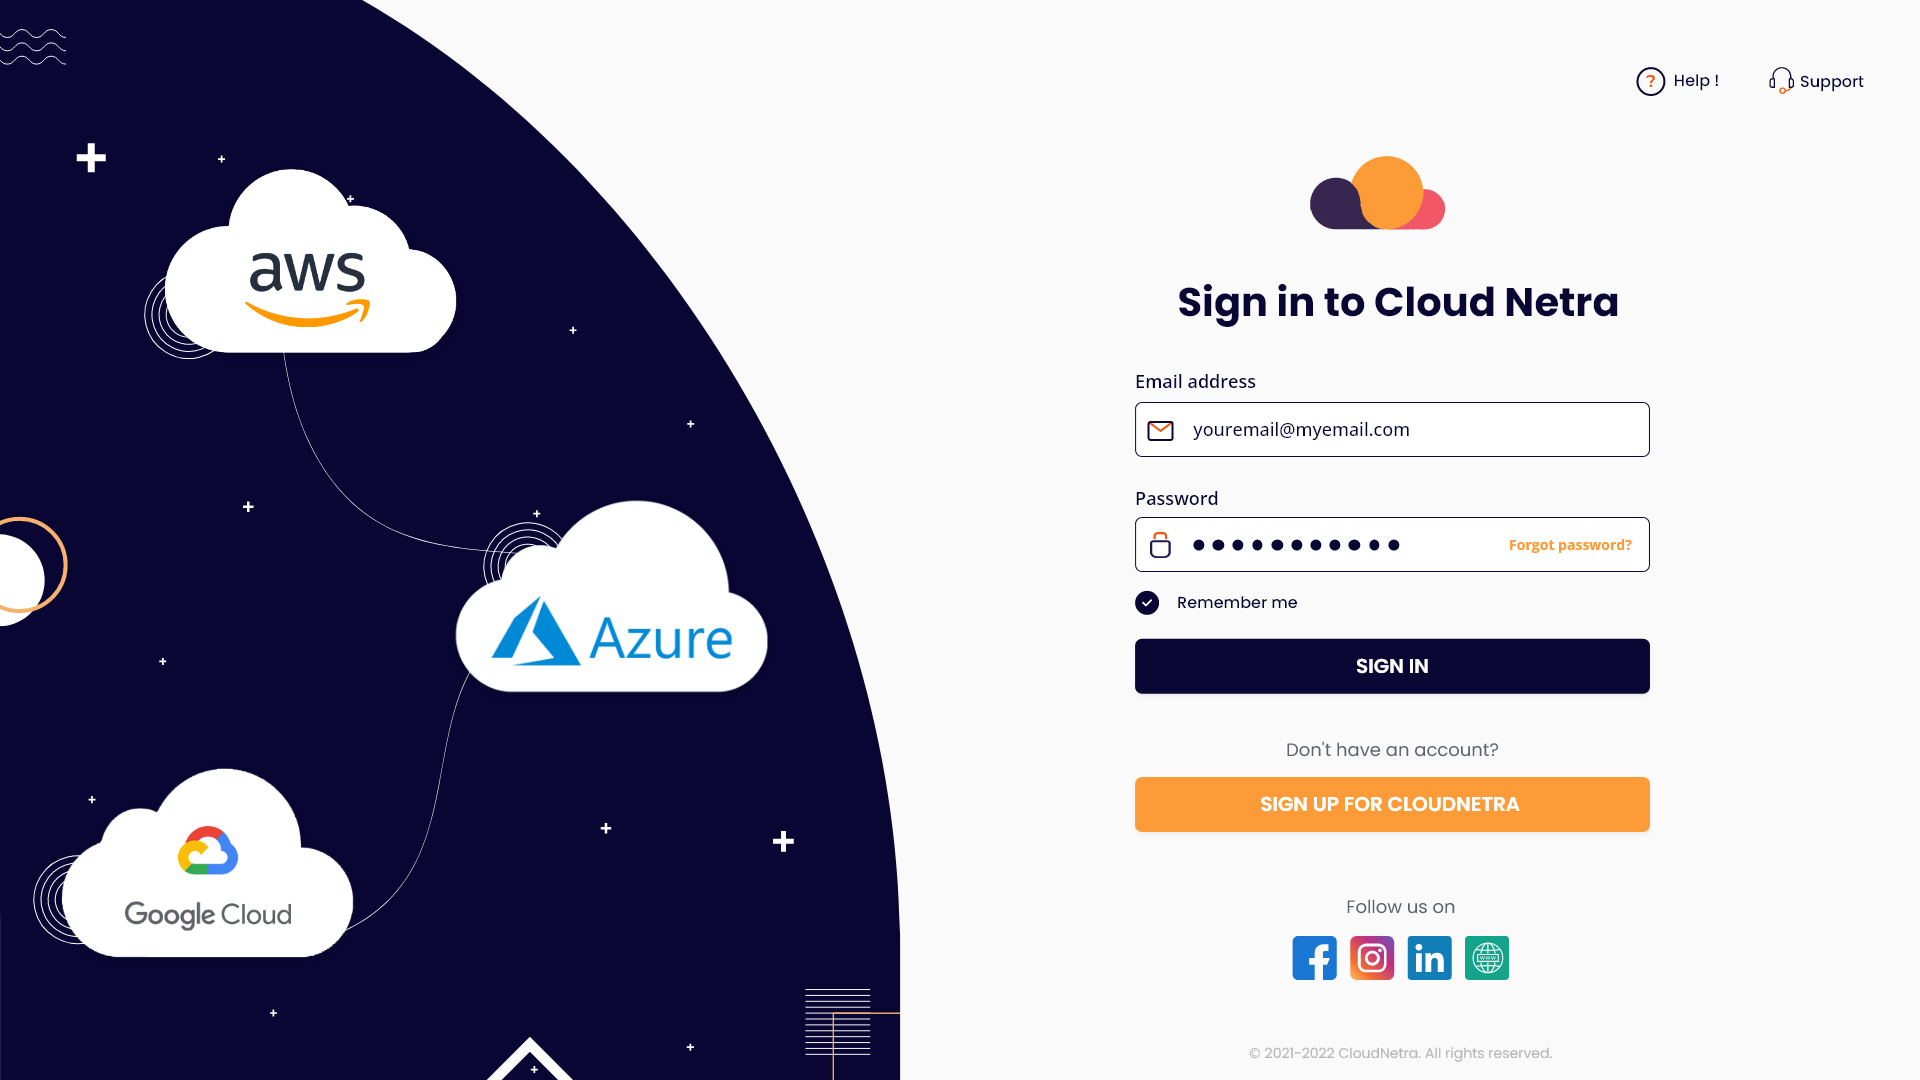 Help !
Support
aws
Azure
Google Cloud
Sign in to Cloud Netra
Email address
youremail@myemail.com
Password
Forgot password?
Remember me
SIGN IN
Don't have an account?
SIGN UP FOR CLOUDNETRA
Follow us on
f
in
www
© 2021-2022 CloudNetra. All rights reserved.